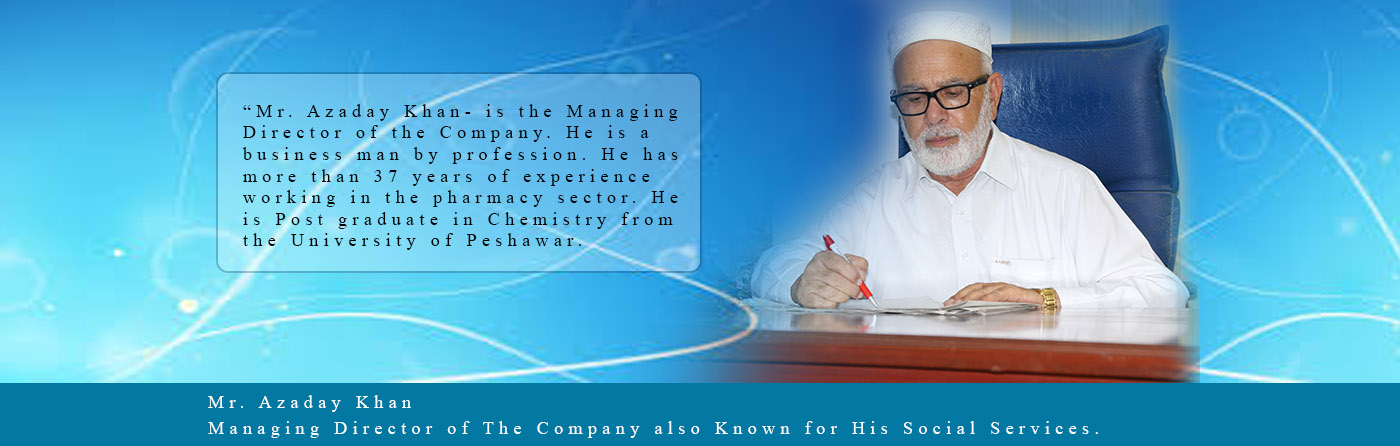 “Mr. Azaday Khan- is the Managing
Director of the Company. He is a
business man by profession. He has
more than 37 years of experience
working in the pharmacy sector. He
is Post graduate in Chemistry from
the University of Peshawar.
Mr. Azaday Khan
Managing Director of The Company also Known for His Social Services.